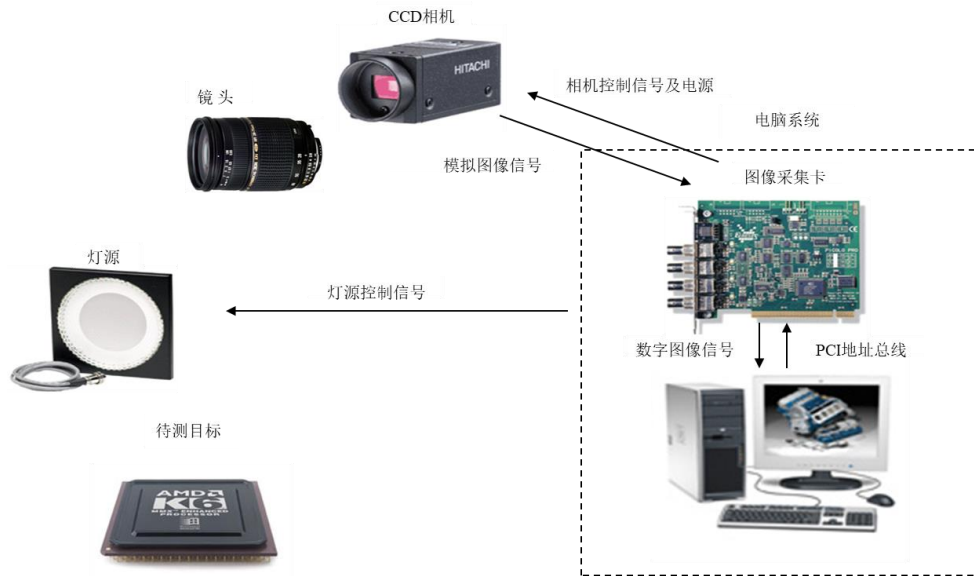 CCD相机
HITACHI
相机控制信号及电源
镜 头
电脑系统
模拟图像信号
图像采集卡
灯源
灯源控制信号
数字图像信号
PCI地址总线
待测目标
AMD
K6
MMX ENHANCED
PROCESSOR